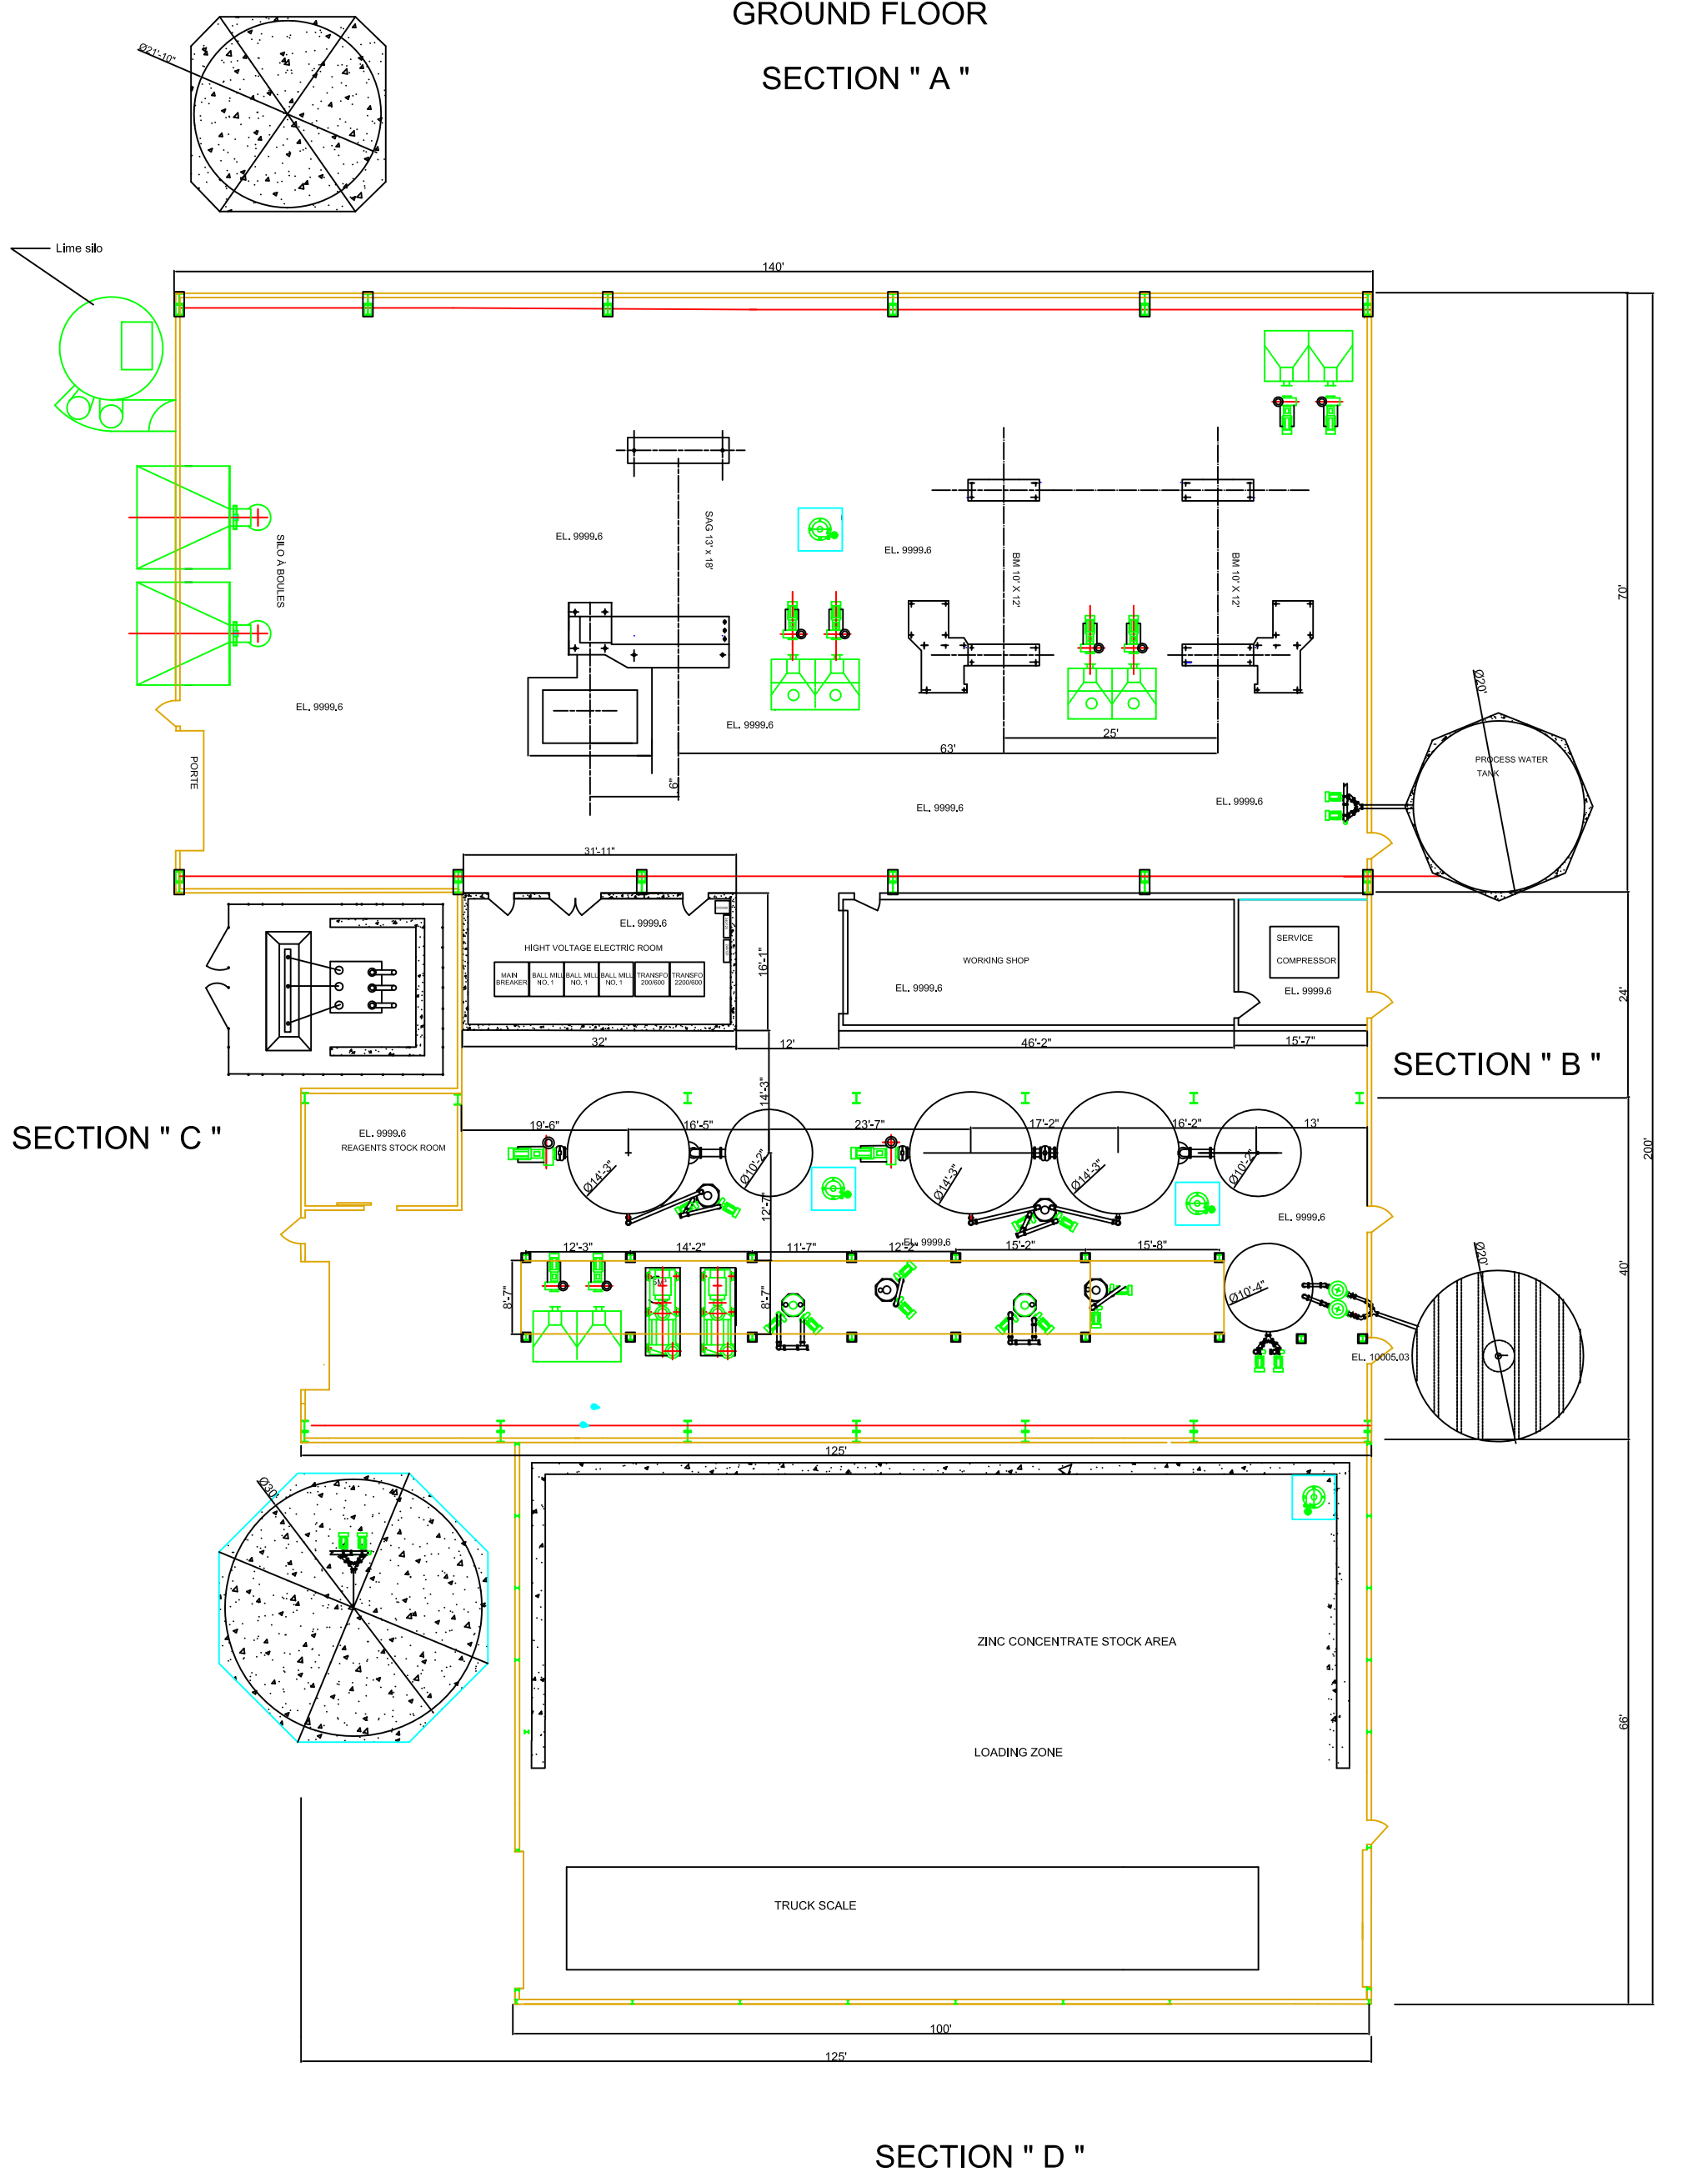 GROUND FLOOR
SECTION " A "
Ø21'-10"
Lime silo
140'
SILO À BOULES
EL. 9999.6
SAG 13' x 18'
EL. 9999.6
BM 10' X 12'
BM 10' X 12'
70'
EL. 9999.6
EL. 9999.6
25'
63'
PORTE
6"
EL. 9999.6
EL. 9999.6
Ø20'
PROCESS WATER
TANK
31'-11"
EL. 9999.6
HIGHT VOLTAGE ELECTRIC ROOM
MAIN
BREAKER
BALL MILL
NO. 1
BALL MILL
NO. 1
BALL MILL
NO. 1
TRANSFO
200/600
TRANSFO
2200/600
16'-1"
WORKING SHOP
EL. 9999.6
SERVICE
COMPRESSOR
EL. 9999.6
24'
32'
12'
46'-2"
15'-7"
SECTION " B "
SECTION " C "
EL. 9999.6
REAGENTS STOCK ROOM
14'-3"
19'-6"
16'-5"
23'-7"
17'-2"
16'-2"
13'
200'
Ø14'-3"
Ø10'-2"
Ø14'-3"
Ø14'-3"
Ø10'-2"
12'-7"
EL. 9999.6
EL. 9999.6
12'-3"
14'-2"
11'-7"
12'-2"
15'-2"
15'-8"
8'-7"
8'-7"
Ø10'-4"
Ø20'
40'
EL. 10005.03
125'
Ø30'
ZINC CONCENTRATE STOCK AREA
LOADING ZONE
66'
TRUCK SCALE
100'
125'
SECTION " D "